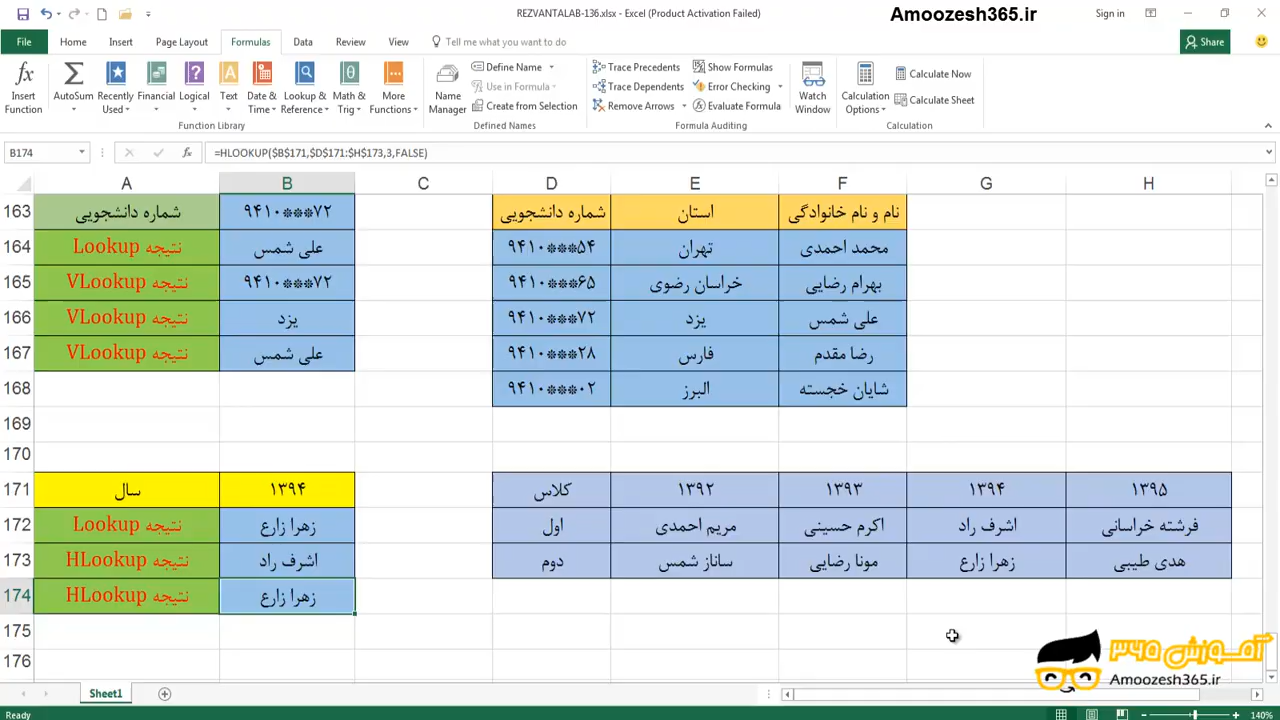 REZVANTALAB-136.xlsx - Excel (Product Activation Failed)
Amoozesh365.ir
Sign in
File Home Insert Page Layout Formulas Data Review View Tell me what you want to do Share
Insert Function
AutoSum
Recently Used
Financial
Logical
Text
Date & Time
Lookup & Reference
Math & Trig
More Functions
Function Library
Name Manager
Define Name
Use in Formula
Create from Selection
Defined Names
Trace Precedents
Trace Dependents
Remove Arrows
Show Formulas
Error Checking
Evaluate Formula
Formula Auditing
Watch Window
Calculation Options
Calculate Now
Calculate Sheet
Calculation
B174 fx =HLOOKUP($B$171,$D$171:$H$173,3,FALSE)
A B C D E F G H
163 شماره دانشجویی ۹۴۱۰***۷۲ شماره دانشجویی استان نام و نام خانوادگی
164 نتیجه Lookup علی شمس ۹۴۱۰***۵۴ تهران محمد احمدی
165 نتیجه VLookup ۹۴۱۰***۷۲ ۹۴۱۰***۶۵ خراسان رضوی بهرام رضایی
166 نتیجه VLookup یزد ۹۴۱۰***۷۲ یزد علی شمس
167 نتیجه VLookup علی شمس ۹۴۱۰***۲۸ فارس رضا مقدم
168 ۹۴۱۰***۰۲ البرز شایان خجسته
169
170
171 سال ۱۳۹۴ کلاس ۱۳۹۲ ۱۳۹۳ ۱۳۹۴ ۱۳۹۵
172 نتیجه Lookup زهرا زارع اول مریم احمدی اکرم حسینی اشرف راد فرشته خراسانی
173 نتیجه HLookup اشرف راد دوم ساناز شمس مونا رضایی زهرا زارع هدی طیبی
174 نتیجه HLookup زهرا زارع
175
176
آموزش ۳۶۵
Amoozesh365.ir
Sheet1
Ready 140%